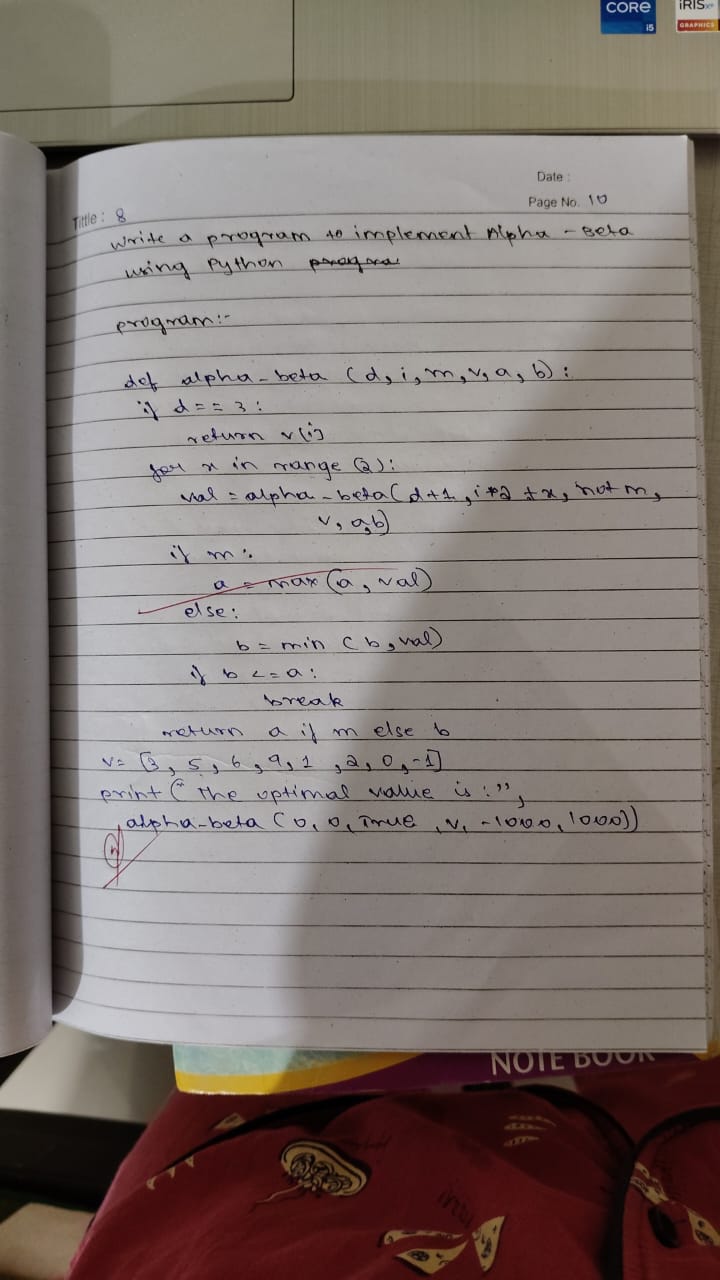 CORE
i5
iRIS xe
GRAPHICS
Date :
Page No. 10
Tittle : 8
Write a program to implement Alpha - Beta
using Python progra
program:-
def alpha-beta (d, i, m, v, a, b):
if d == 3:
return v[i]
for x in range (2):
val = alpha-beta(d+1, i*2+x, not m,
v, a,b)
if m:
a = max (a, val)
else:
b = min (b, val)
if b <= a:
break
return a if m else b
v= [3, 5, 6, 9, 1, 2, 0, -1]
print (" The optimal value is :",
alpha-beta (0, 0, True, v, -1000, 1000))
NOTE BOOK